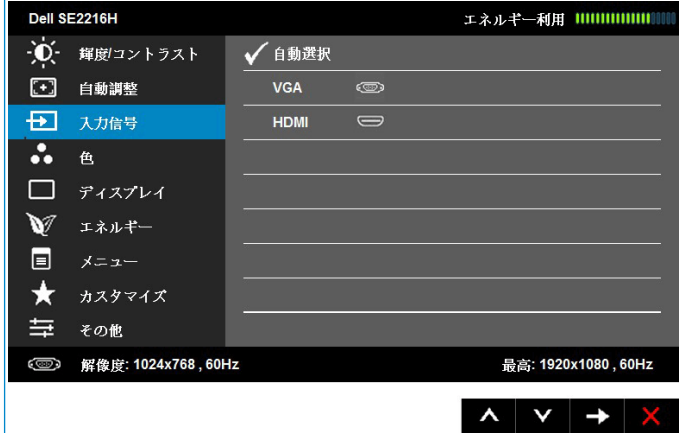 Dell SE2216H エネルギー利用
輝度/コントラスト
自動調整
入力信号
色
ディスプレイ
エネルギー
メニュー
カスタマイズ
その他
自動選択
VGA
HDMI
解像度: 1024x768 , 60Hz 最高: 1920x1080 , 60Hz